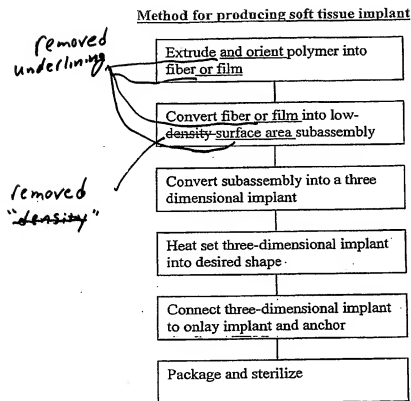 Method for producing soft tissue implant
removed
underlining
Extrude and orient polymer into
fiber or film
Convert fiber or film into low-
density surface area subassembly
removed
"density"
Convert subassembly into a three
dimensional implant
Heat set three-dimensional implant
into desired shape
Connect three-dimensional implant
to onlay implant and anchor
Package and sterilize